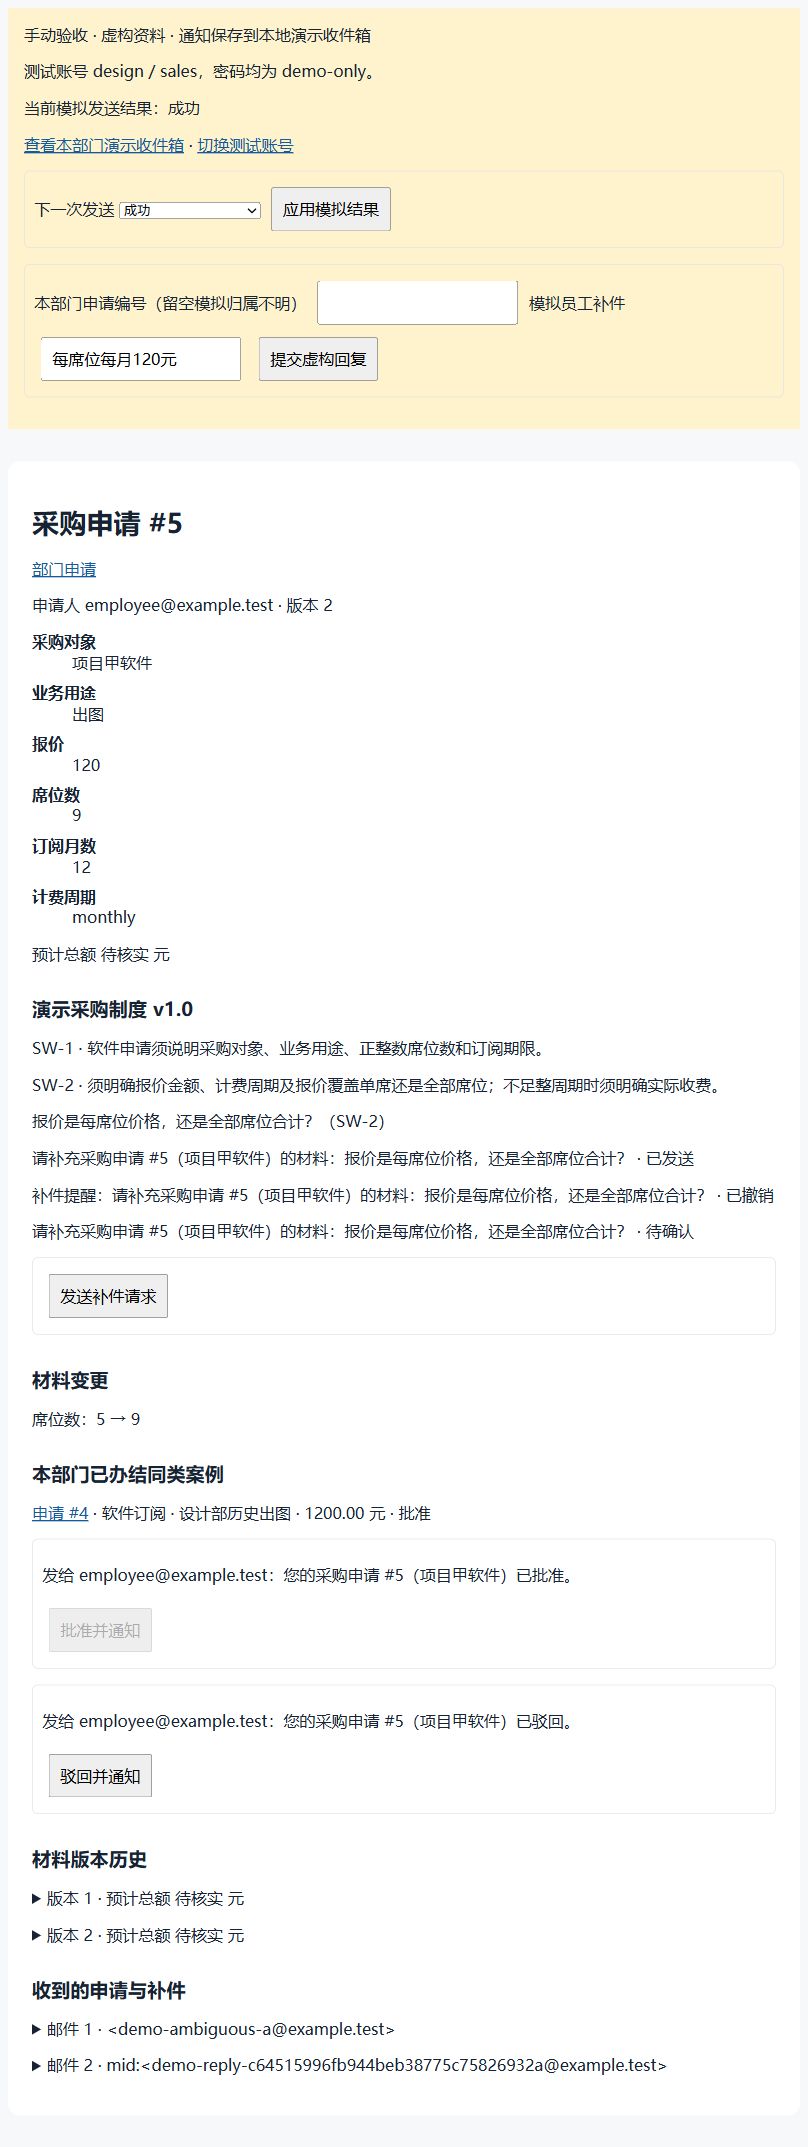 手动验收 · 虚构资料 · 通知保存到本地演示收件箱
测试账号 design / sales，密码均为 demo-only。
当前模拟发送结果：成功
查看本部门演示收件箱 · 切换测试账号
下一次发送 成功 应用模拟结果
本部门申请编号（留空模拟归属不明） 模拟员工补件
每席位每月120元 提交虚构回复
采购申请 #5
部门申请
申请人 employee@example.test · 版本 2
采购对象
项目甲软件
业务用途
出图
报价
120
席位数
9
订阅月数
12
计费周期
monthly
预计总额 待核实 元
演示采购制度 v1.0
SW-1 · 软件申请须说明采购对象、业务用途、正整数席位数和订阅期限。
SW-2 · 须明确报价金额、计费周期及报价覆盖单席还是全部席位；不足整周期时须明确实际收费。
报价是每席位价格，还是全部席位合计？（SW-2）
请补充采购申请 #5（项目甲软件）的材料：报价是每席位价格，还是全部席位合计？ · 已发送
补件提醒：请补充采购申请 #5（项目甲软件）的材料：报价是每席位价格，还是全部席位合计？ · 已撤销
请补充采购申请 #5（项目甲软件）的材料：报价是每席位价格，还是全部席位合计？ · 待确认
发送补件请求
材料变更
席位数：5 → 9
本部门已办结同类案例
申请 #4 · 软件订阅 · 设计部历史出图 · 1200.00 元 · 批准
发给 employee@example.test：您的采购申请 #5（项目甲软件）已批准。
批准并通知
发给 employee@example.test：您的采购申请 #5（项目甲软件）已驳回。
驳回并通知
材料版本历史
▶ 版本 1 · 预计总额 待核实 元
▶ 版本 2 · 预计总额 待核实 元
收到的申请与补件
▶ 邮件 1 · <demo-ambiguous-a@example.test>
▶ 邮件 2 · mid:<demo-reply-c64515996fb944beb38775c75826932a@example.test>